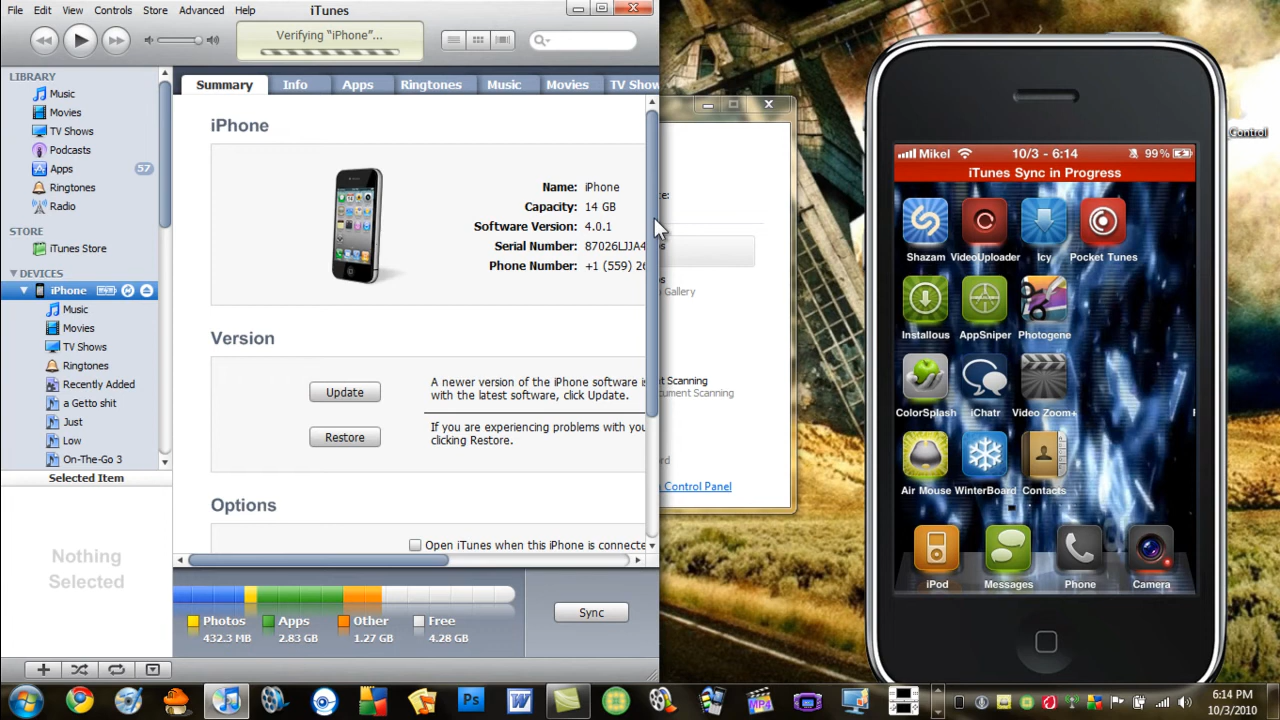 File Edit View Controls Store Advanced Help
iTunes
Verifying “iPhone”...
LIBRARY
Music
Movies
TV Shows
Podcasts
Apps 57
Ringtones
Radio
STORE
iTunes Store
DEVICES
iPhone
Music
Movies
TV Shows
Ringtones
Recently Added
a Getto shit
Just
Low
On-The-Go 3
Selected Item
Nothing
Selected
Summary Info Apps Ringtones Music Movies TV Show
iPhone
Name: iPhone
Capacity: 14 GB
Software Version: 4.0.1
Serial Number: 87026LJJA4
Phone Number: +1 (559) 26
Version
Update
A newer version of the iPhone software is
with the latest software, click Update.
Restore
If you are experiencing problems with you
clicking Restore.
Options
Open iTunes when this iPhone is connecte
Photos
432.3 MB
Apps
2.83 GB
Other
1.27 GB
Free
4.28 GB
Sync
Gallery
t Scanning
cument Scanning
Control Panel
Control
Mikel 10/3 - 6:14 99%
iTunes Sync in Progress
Shazam VideoUploader Icy Pocket Tunes
Installous AppSniper Photogene
ColorSplash iChatr Video Zoom+
Air Mouse WinterBoard Contacts
iPod Messages Phone Camera
Ps
W
MP4
6:14 PM
10/3/2010